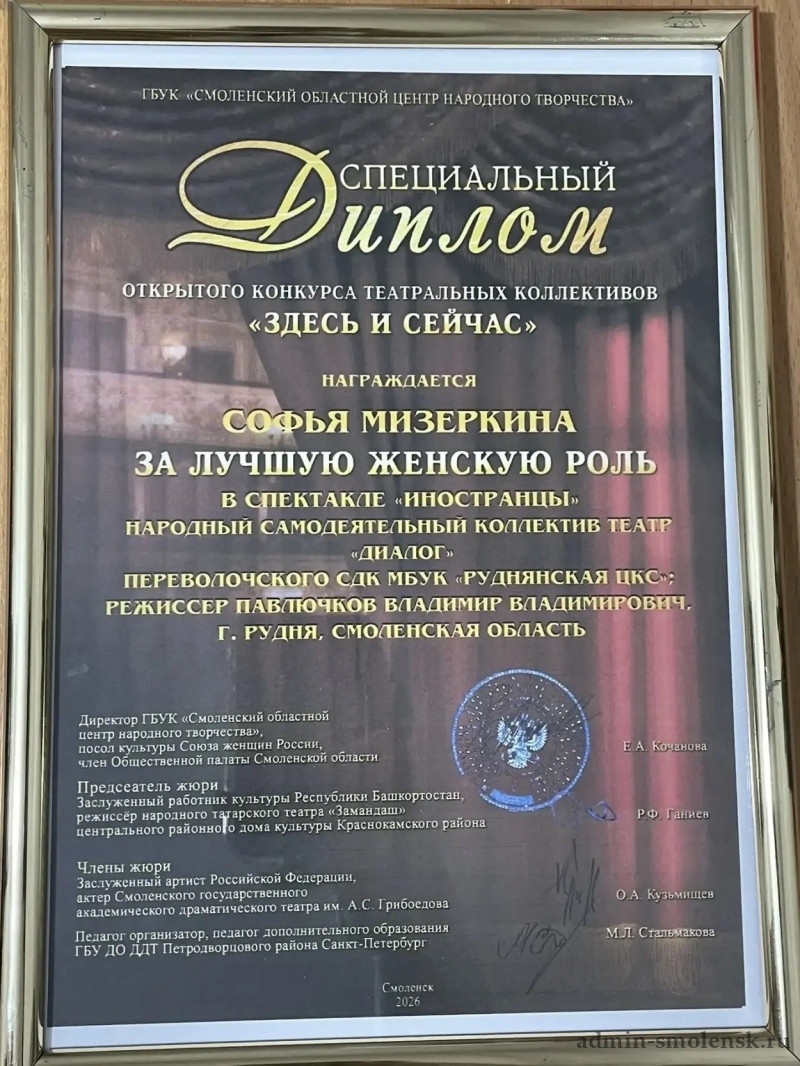 ГБУК «СМОЛЕНСКИЙ ОБЛАСТНОЙ ЦЕНТР НАРОДНОГО ТВОРЧЕСТВА»
СПЕЦИАЛЬНЫЙ
Диплом
ОТКРЫТОГО КОНКУРСА ТЕАТРАЛЬНЫХ КОЛЛЕКТИВОВ
«ЗДЕСЬ И СЕЙЧАС»
НАГРАЖДАЕТСЯ
СОФЬЯ МИЗЕРКИНА
ЗА ЛУЧШУЮ ЖЕНСКУЮ РОЛЬ
В СПЕКТАКЛЕ «ИНОСТРАНЦЫ»
НАРОДНЫЙ САМОДЕЯТЕЛЬНЫЙ КОЛЛЕКТИВ ТЕАТР
«ДИАЛОГ»
ПЕРЕВОЛОЧСКОГО СДК МБУК «РУДНЯНСКАЯ ЦКС»;
РЕЖИССЕР ПАВЛЮЧКОВ ВЛАДИМИР ВЛАДИМИРОВИЧ,
Г. РУДНЯ, СМОЛЕНСКАЯ ОБЛАСТЬ
Директор ГБУК «Смоленский областной
центр народного творчества»,
посол культуры Союза женщин России,
член Общественной палаты Смоленской области
Е.А. Кочанова
Предсеатель жюри
Заслуженный работник культуры Республики Башкортостан,
режиссёр народного татарского театра «Замандаш»
центрального районного дома культуры Краснокамского района
Р.Ф. Ганиев
Члены жюри
Заслуженный артист Российской Федерации,
актер Смоленского государственного
академического драматического театра им. А.С. Грибоедова
О.А. Кузьмищев
Педагог организатор, педагог дополнительного образования
ГБУ ДО ДДТ Петродворцового района Санкт-Петербург
М.Л. Стальмакова
Смоленск
2026
admin-smolensk.ru